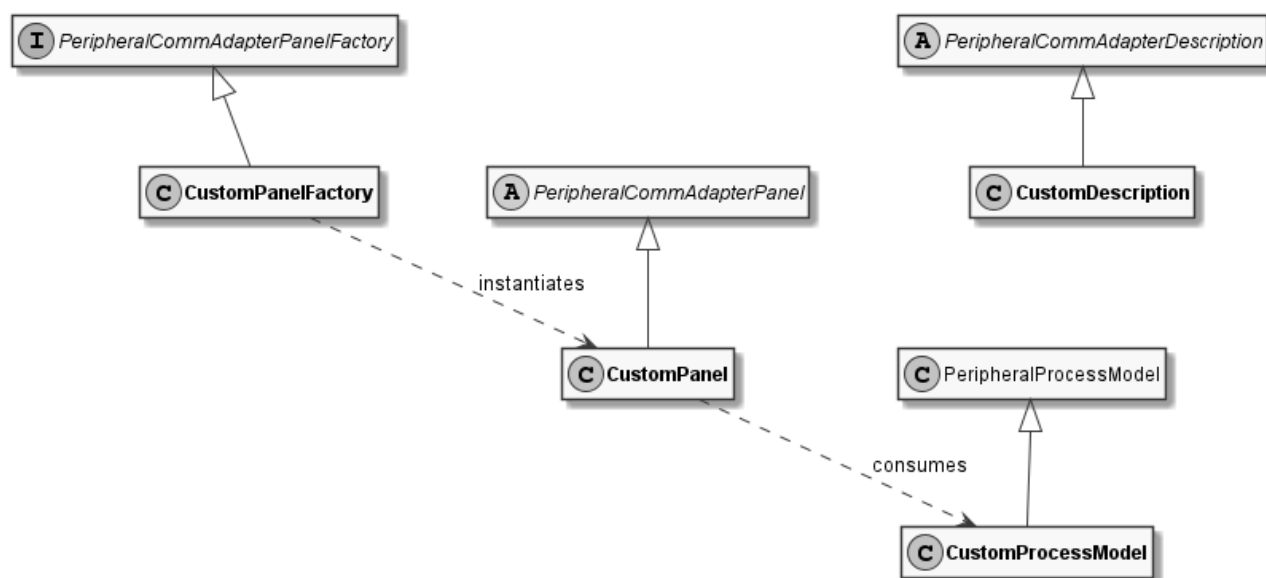 I PeripheralCommAdapterPanelFactory
A PeripheralCommAdapterDescription
C CustomPanelFactory
A PeripheralCommAdapterPanel
C CustomDescription
instantiates
C CustomPanel
C PeripheralProcessModel
consumes
C CustomProcessModel